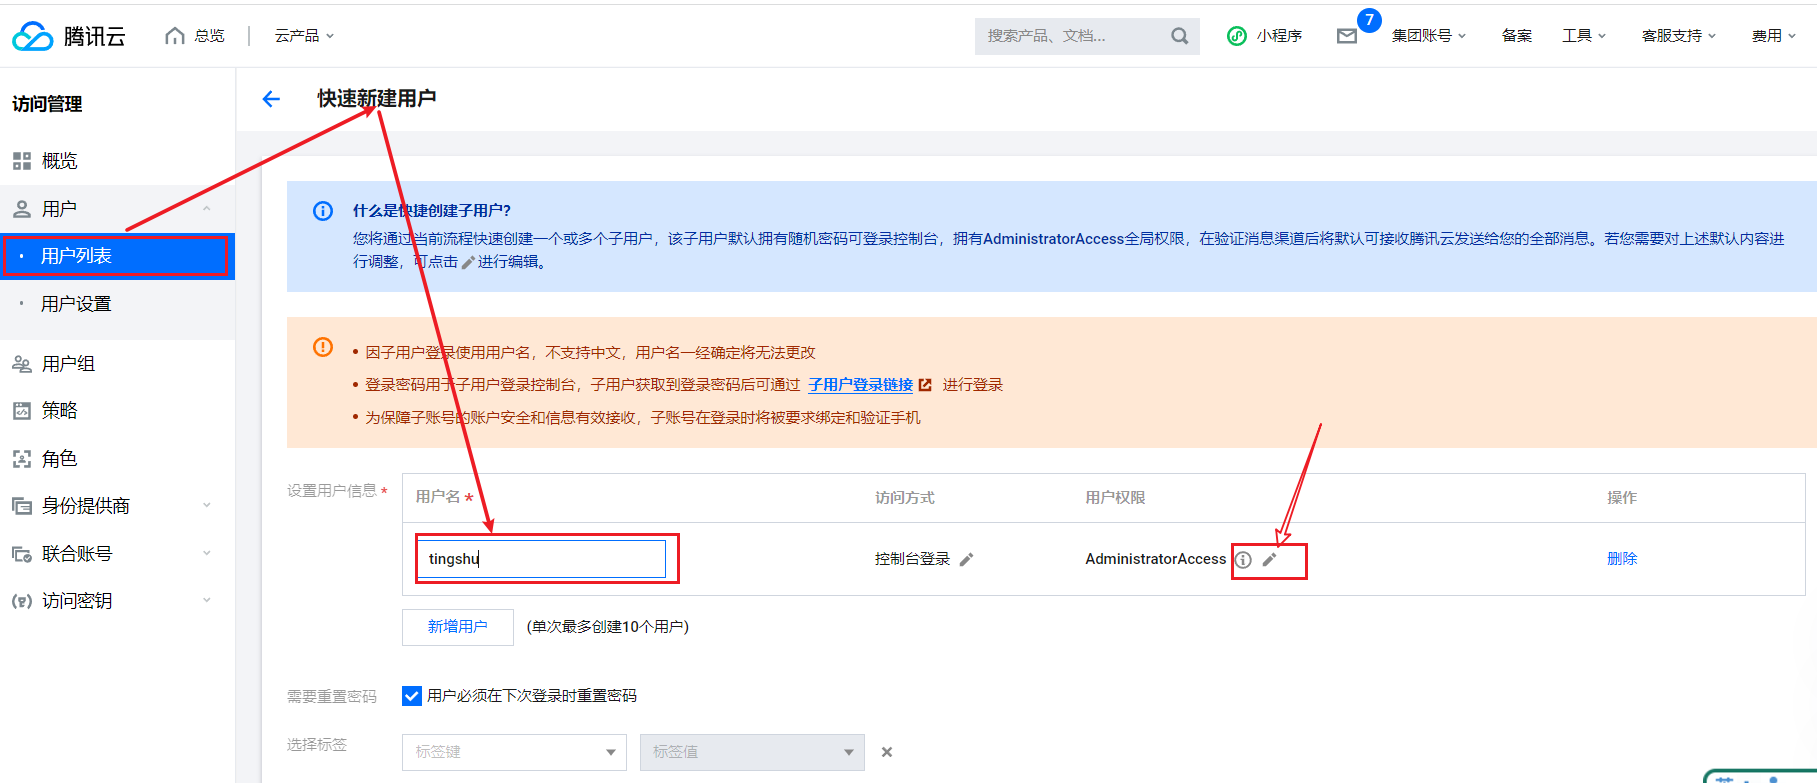 腾讯云 总览 云产品 搜索产品、文档... 小程序 7 集团账号 备案 工具 客服支持 费用
访问管理
概览
用户
用户列表
用户设置
用户组
策略
角色
身份提供商
联合账号
访问密钥
快速新建用户
什么是快捷创建子用户?
您将通过当前流程快速创建一个或多个子用户，该子用户默认拥有随机密码可登录控制台，拥有AdministratorAccess全局权限，在验证消息渠道后将默认可接收腾讯云发送给您的全部消息。若您需要对上述默认内容进
行调整，可点击 进行编辑。
• 因子用户登录使用用户名，不支持中文，用户名一经确定将无法更改
• 登录密码用于子用户登录控制台，子用户获取到登录密码后可通过 子用户登录链接 进行登录
• 为保障子账号的账户安全和信息有效接收，子账号在登录时将被要求绑定和验证手机
设置用户信息* 用户名* 访问方式 用户权限 操作
tingshu 控制台登录 AdministratorAccess 删除
新增用户 (单次最多创建10个用户)
需要重置密码 用户必须在下次登录时重置密码
选择标签 标签键 标签值